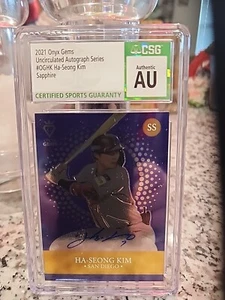 2021 Onyx Gems
Uncirculated Autograph Series
#OGHK Ha-Seong Kim
Sapphire
CSG
Authentic
AU
CERTIFIED SPORTS GUARANTY
SS
HA-SEONG KIM
• SAN DIEGO •